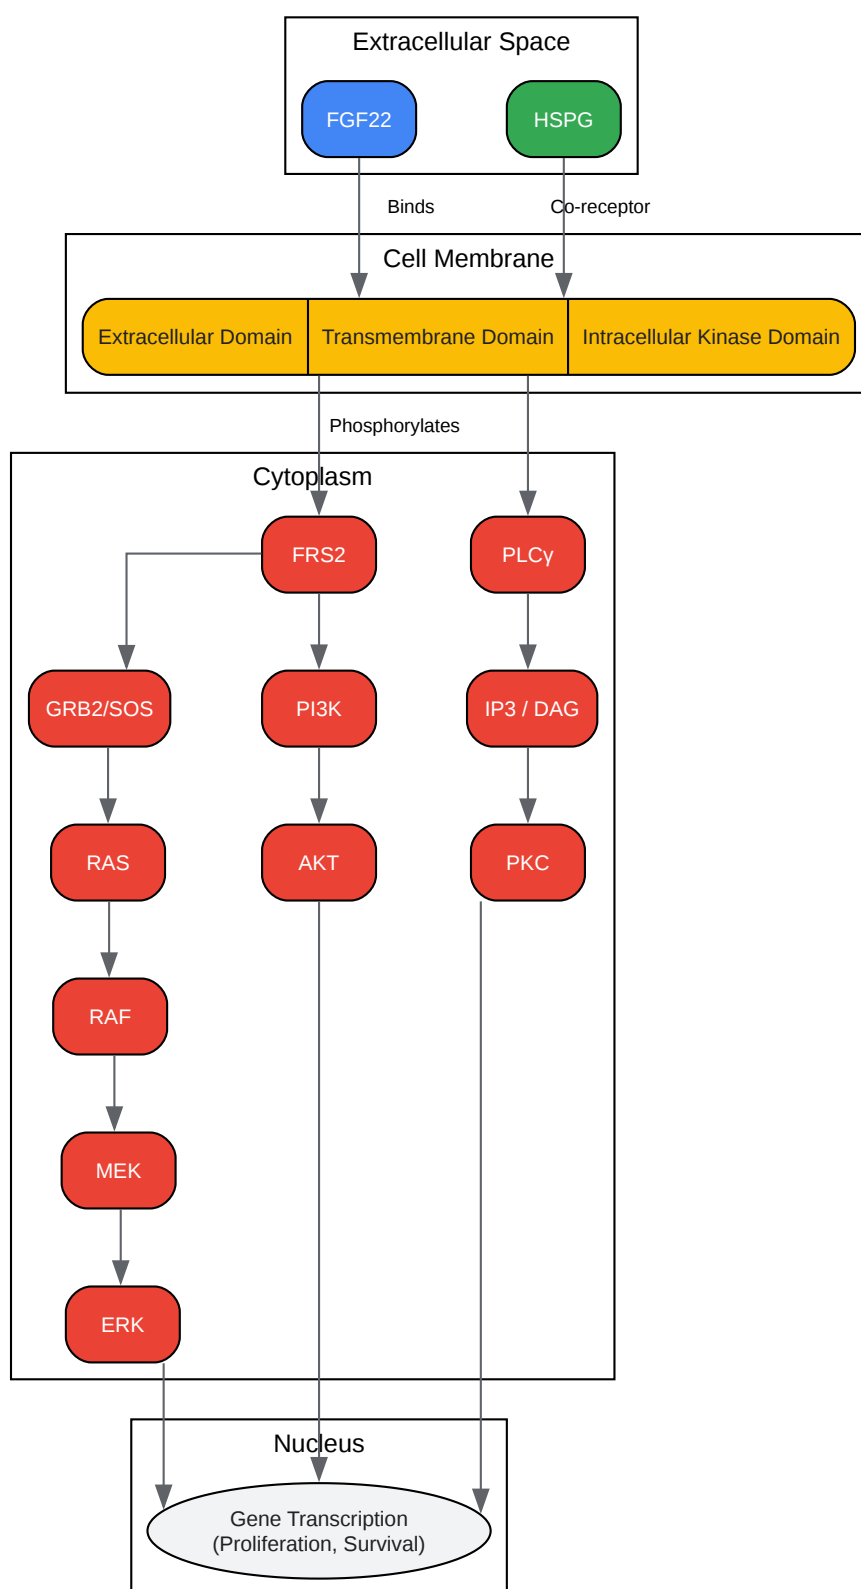 Extracellular Space
FGF22
HSPG
Binds
Co-receptor
Cell Membrane
Extracellular Domain
Transmembrane Domain
Intracellular Kinase Domain
Phosphorylates
Cytoplasm
FRS2
PLCγ
GRB2/SOS
PI3K
IP3 / DAG
RAS
AKT
PKC
RAF
MEK
ERK
Nucleus
Gene Transcription
(Proliferation, Survival)